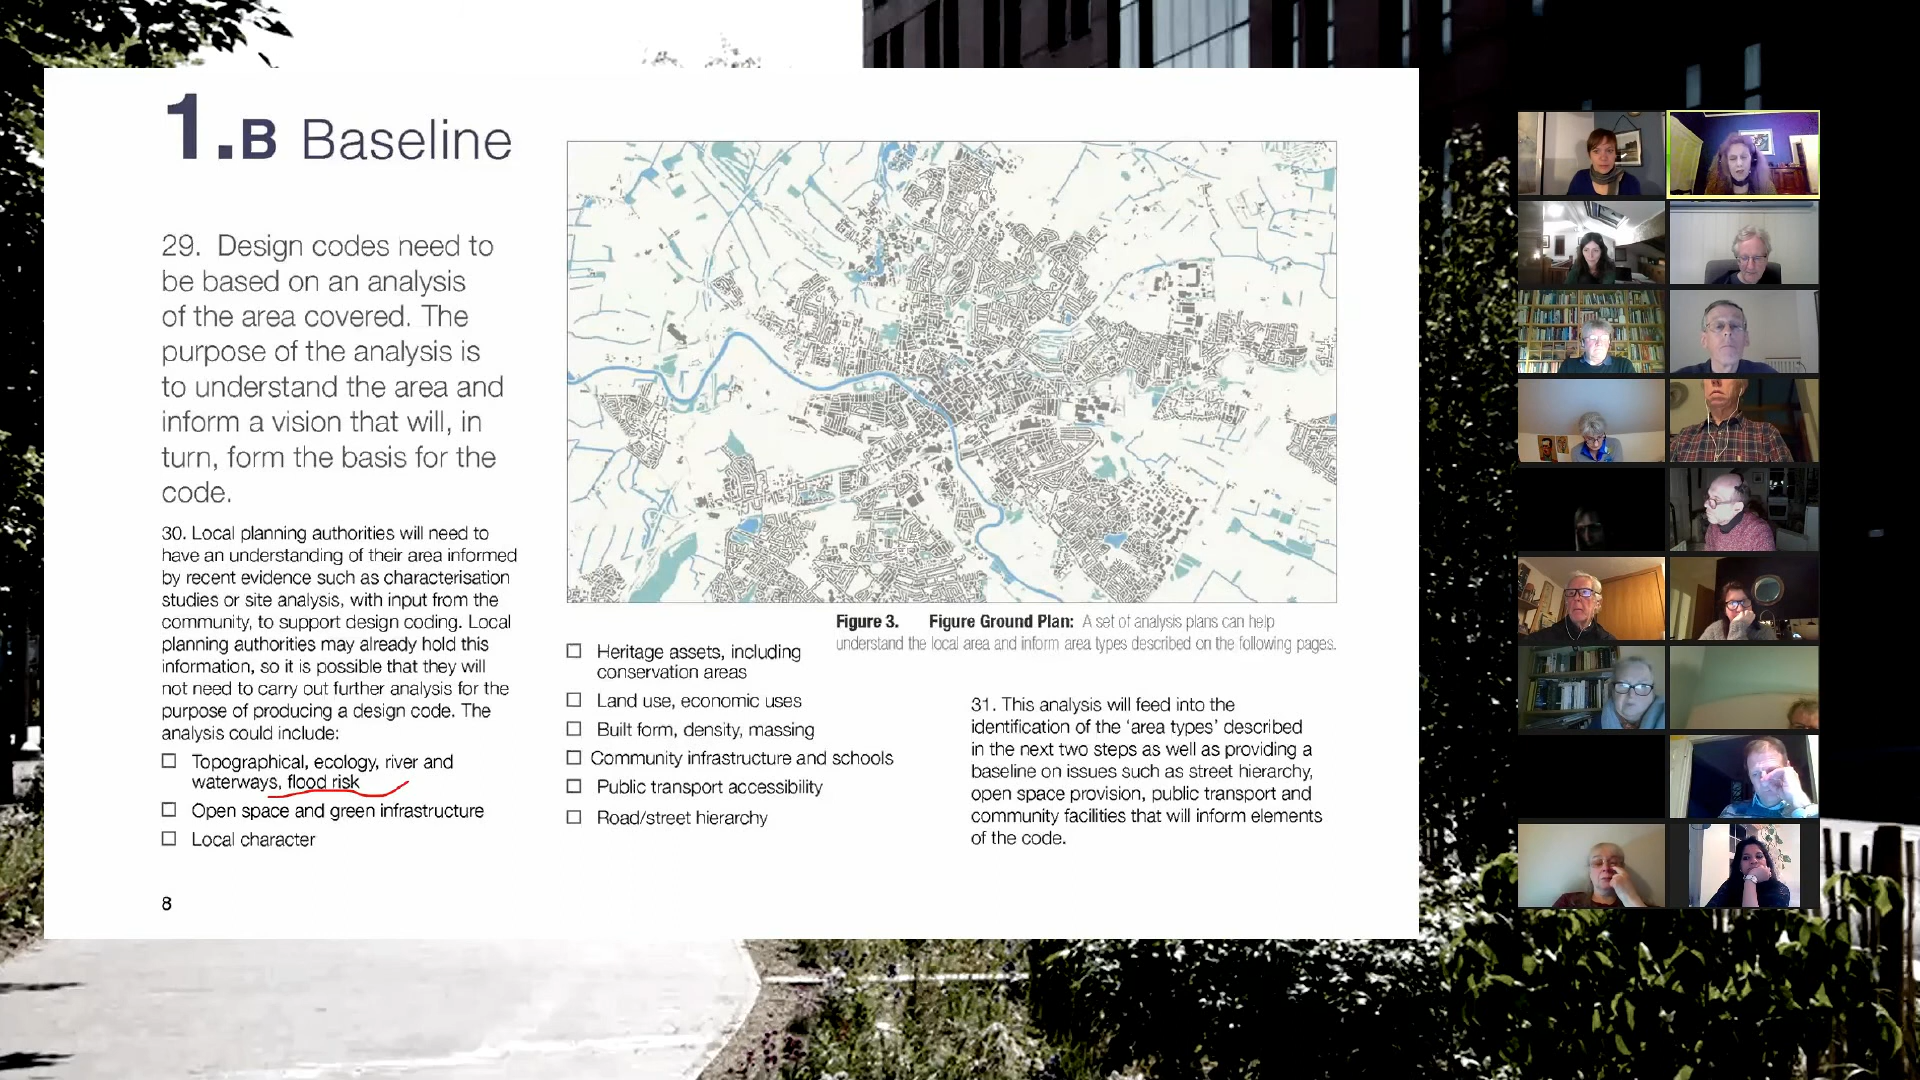 1.B Baseline
29. Design codes need to
be based on an analysis
of the area covered. The
purpose of the analysis is
to understand the area and
inform a vision that will, in
turn, form the basis for the
code.
30. Local planning authorities will need to
have an understanding of their area informed
by recent evidence such as characterisation
studies or site analysis, with input from the
community, to support design coding. Local
planning authorities may already hold this
information, so it is possible that they will
not need to carry out further analysis for the
purpose of producing a design code. The
analysis could include:
Topographical, ecology, river and
waterways, flood risk
Open space and green infrastructure
Local character
Heritage assets, including
conservation areas
Land use, economic uses
Built form, density, massing
Community infrastructure and schools
Public transport accessibility
Road/street hierarchy
Figure 3. Figure Ground Plan: A set of analysis plans can help
understand the local area and inform area types described on the following pages.
31. This analysis will feed into the
identification of the ‘area types’ described
in the next two steps as well as providing a
baseline on issues such as street hierarchy,
open space provision, public transport and
community facilities that will inform elements
of the code.
8